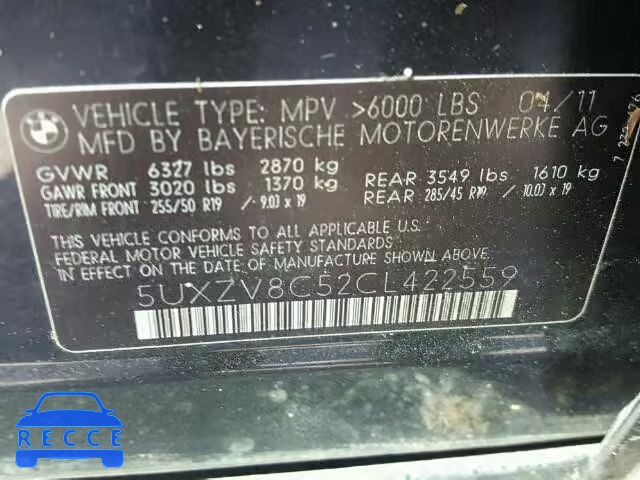 BMW
VEHICLE TYPE: MPV >6000 LBS 04/11
MFD BY BAYERISCHE MOTORENWERKE AG
GVWR 6327 lbs 2870 kg
GAWR FRONT 3020 lbs 1370 kg REAR 3549 lbs 1610 kg
TIRE/RIM FRONT 255/50 R19 / 9.0J x 19 REAR 285/45 R19 / 10.0J x 19
THIS VEHICLE CONFORMS TO ALL APPLICABLE U.S.
FEDERAL MOTOR VEHICLE SAFETY STANDARDS
IN EFFECT ON THE DATE OF MANUFACTURE SHOWN ABOVE.
5UXZV8C52CL422559
RECCE